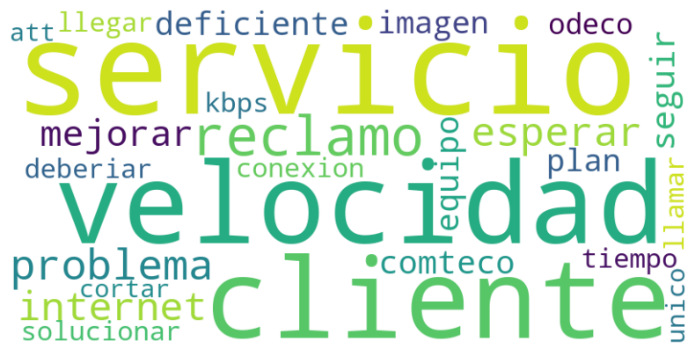 att llegar deficiente imagen odeco
servicio
kbps
seguir
mejorar reclamo esperar
equipo
deberiar conexion plan
velocidad
llamar
problema comteco tiempo
cortar
cliente
internet
unico
solucionar